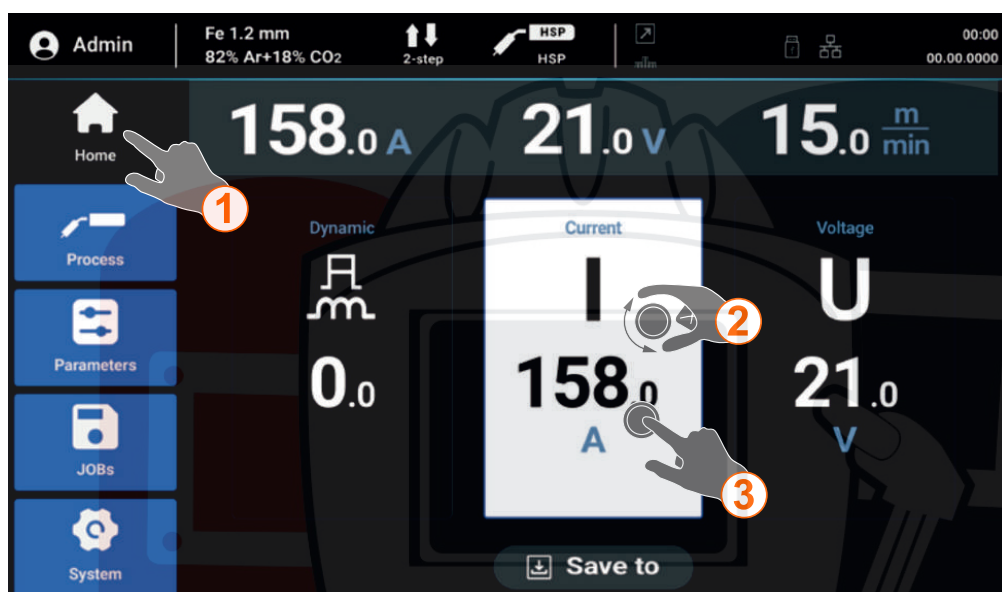 Admin
Fe 1.2 mm
82% Ar+18% CO2
2-step
HSP
HSP
00:00
00.00.0000
Home
158.0 A
21.0 V
15.0 m/min
1
Process
Dynamic
Current
Voltage
I
U
2
Parameters
0.0
158.0
21.0
A
V
JOBs
3
System
Save to